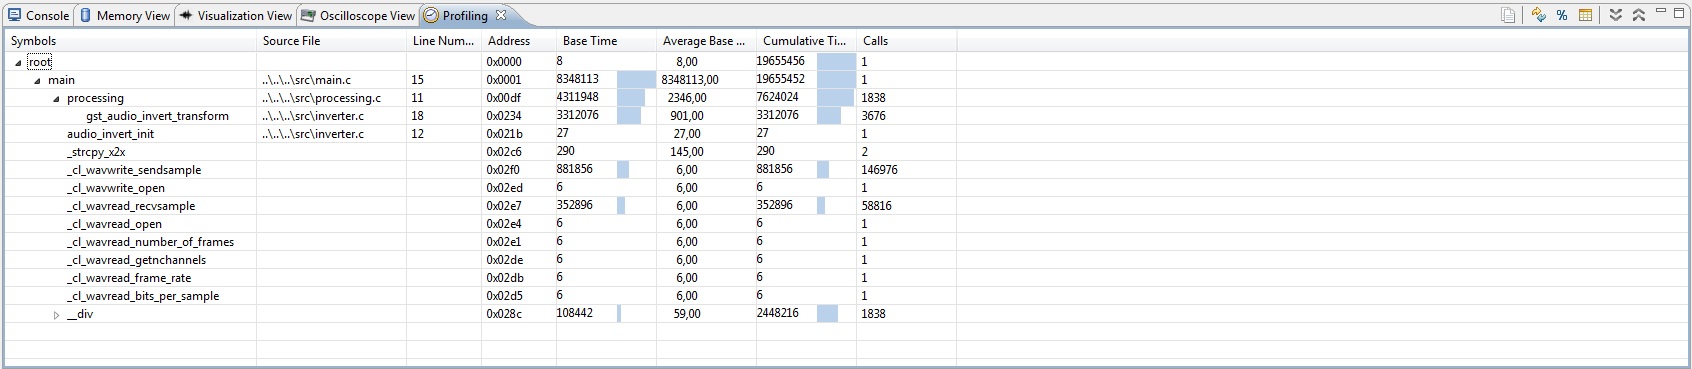 Console Memory View Visualization View Oscilloscope View Profiling
Symbols Source File Line Num... Address Base Time Average Base ... Cumulative Ti... Calls
root 0x0000 8 8,00 19655456 1
main ..\..\..\src\main.c 15 0x0001 8348113 8348113,00 19655452 1
processing ..\..\..\src\processing.c 11 0x00df 4311948 2346,00 7624024 1838
gst_audio_invert_transform ..\..\..\src\inverter.c 18 0x0234 3312076 901,00 3312076 3676
audio_invert_init ..\..\..\src\inverter.c 12 0x021b 27 27,00 27 1
_strcpy_x2x 0x02c6 290 145,00 290 2
_cl_wavwrite_sendsample 0x02f0 881856 6,00 881856 146976
_cl_wavwrite_open 0x02ed 6 6,00 6 1
_cl_wavread_recvsample 0x02e7 352896 6,00 352896 58816
_cl_wavread_open 0x02e4 6 6,00 6 1
_cl_wavread_number_of_frames 0x02e1 6 6,00 6 1
_cl_wavread_getnchannels 0x02de 6 6,00 6 1
_cl_wavread_frame_rate 0x02db 6 6,00 6 1
_cl_wavread_bits_per_sample 0x02d5 6 6,00 6 1
__div 0x028c 108442 59,00 2448216 1838